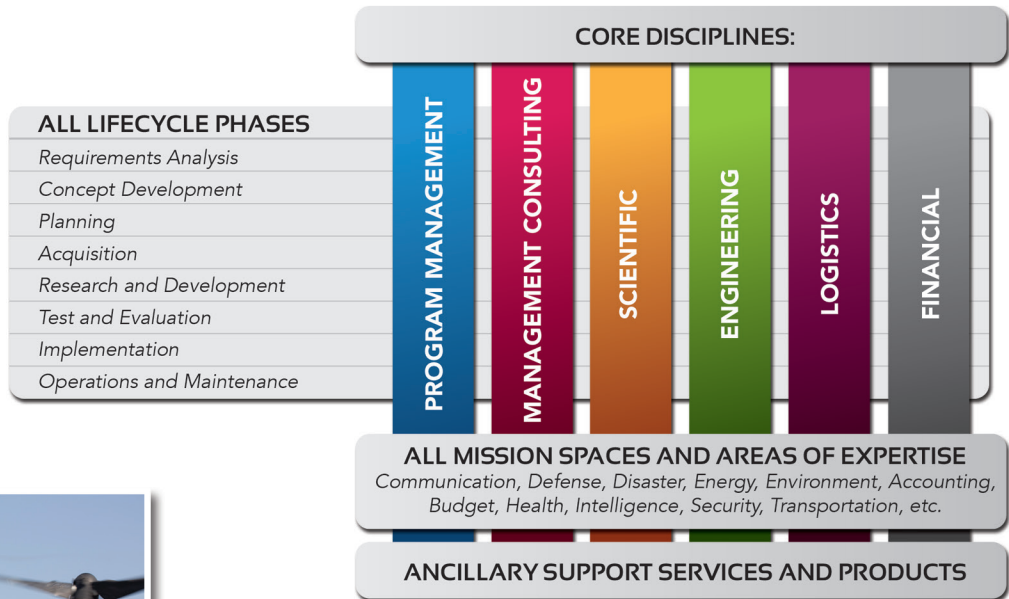 CORE DISCIPLINES:
ALL LIFECYCLE PHASES
Requirements Analysis
Concept Development
Planning
Acquisition
Research and Development
Test and Evaluation
Implementation
Operations and Maintenance
PROGRAM MANAGEMENT
MANAGEMENT CONSULTING
SCIENTIFIC
ENGINEERING
LOGISTICS
FINANCIAL
ALL MISSION SPACES AND AREAS OF EXPERTISE
Communication, Defense, Disaster, Energy, Environment, Accounting,
Budget, Health, Intelligence, Security, Transportation, etc.
ANCILLARY SUPPORT SERVICES AND PRODUCTS